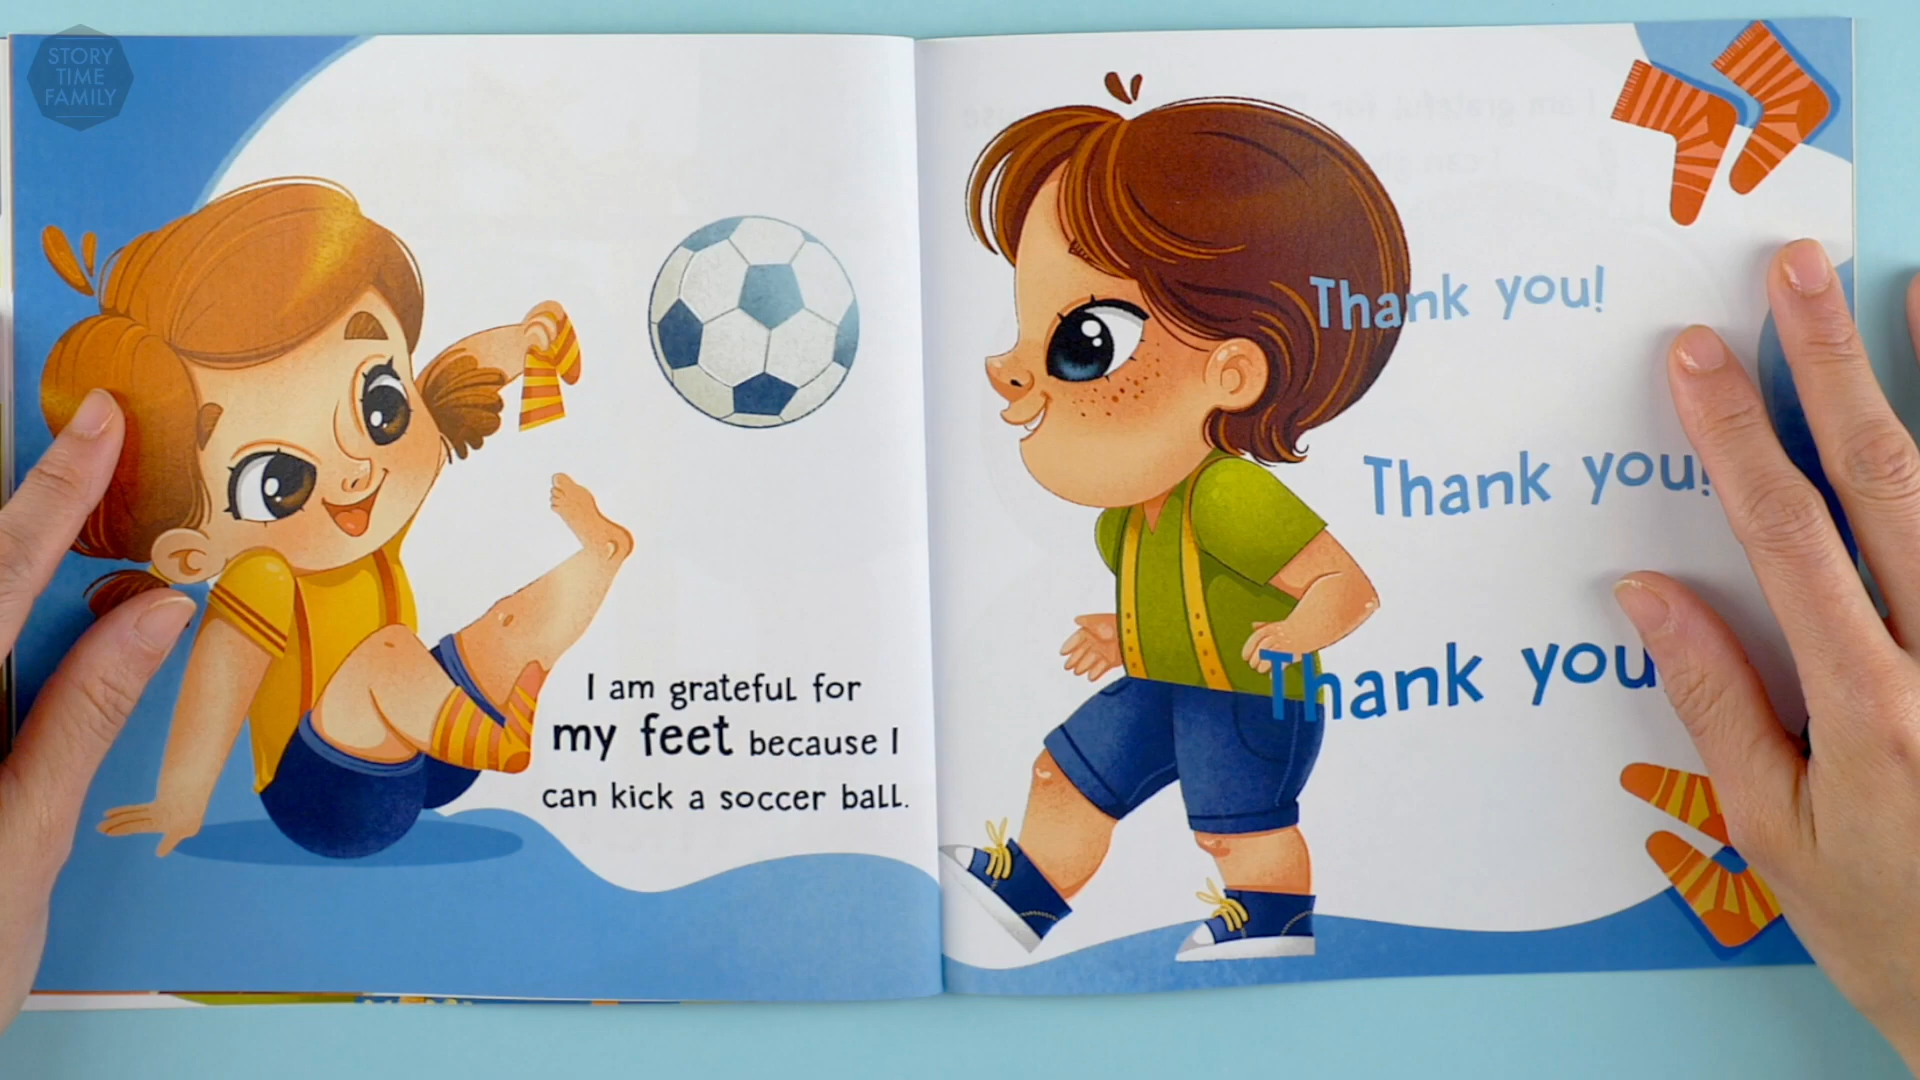 STORY
TIME
FAMILY
I am grateful for
my feet because I
can kick a soccer ball.
Thank you!
Thank you!
Thank you